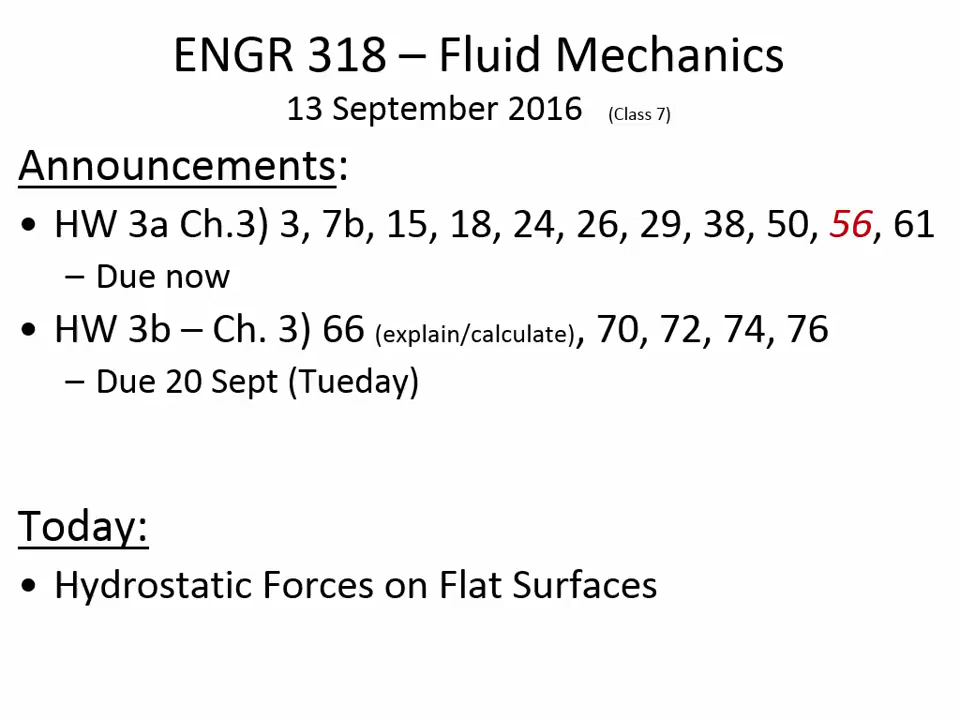 ENGR 318 – Fluid Mechanics
13 September 2016 (Class 7)
Announcements:
• HW 3a Ch.3) 3, 7b, 15, 18, 24, 26, 29, 38, 50, 56, 61
– Due now
• HW 3b – Ch. 3) 66 (explain/calculate), 70, 72, 74, 76
– Due 20 Sept (Tueday)
Today:
• Hydrostatic Forces on Flat Surfaces